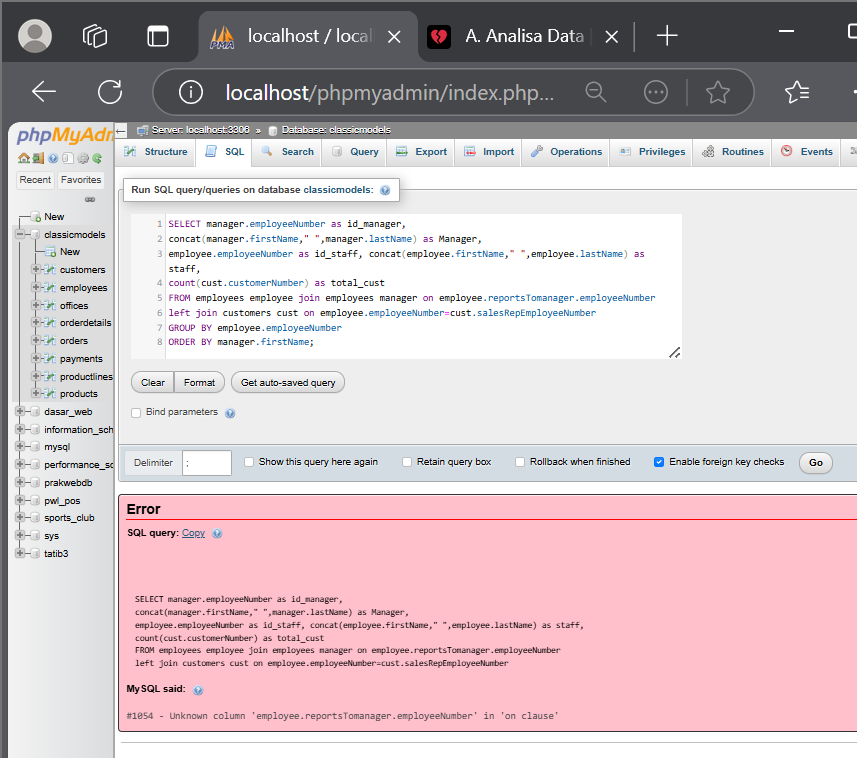 localhost / local
A. Analisa Data
localhost/phpmyadmin/index.php...
phpMyAdm
Server: localhost:3306 » Database: classicmodels
Structure SQL Search Query Export Import Operations Privileges Routines Events
Recent Favorites
New
classicmodels
New
customers
employees
offices
orderdetails
orders
payments
productlines
products
dasar_web
information_sch
mysql
performance_sc
prakwebdb
pwl_pos
sports_club
sys
tatib3
Run SQL query/queries on database classicmodels:
1 SELECT manager.employeeNumber as id_manager,
2 concat(manager.firstName," ",manager.lastName) as Manager,
3 employee.employeeNumber as id_staff, concat(employee.firstName," ",employee.lastName) as
staff,
4 count(cust.customerNumber) as total_cust
5 FROM employees employee join employees manager on employee.reportsTomanager.employeeNumber
6 left join customers cust on employee.employeeNumber=cust.salesRepEmployeeNumber
7 GROUP BY employee.employeeNumber
8 ORDER BY manager.firstName;
Clear Format Get auto-saved query
Bind parameters
Delimiter ; Show this query here again Retain query box Rollback when finished Enable foreign key checks Go
Error
SQL query: Copy
SELECT manager.employeeNumber as id_manager,
concat(manager.firstName," ",manager.lastName) as Manager,
employee.employeeNumber as id_staff, concat(employee.firstName," ",employee.lastName) as staff,
count(cust.customerNumber) as total_cust
FROM employees employee join employees manager on employee.reportsTomanager.employeeNumber
left join customers cust on employee.employeeNumber=cust.salesRepEmployeeNumber
MySQL said:
#1054 - Unknown column 'employee.reportsTomanager.employeeNumber' in 'on clause'